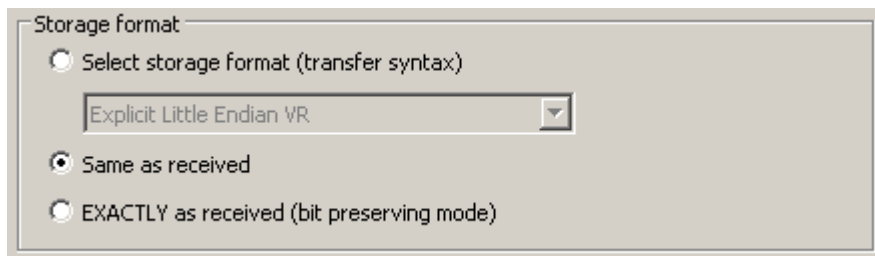 Storage format
Select storage format (transfer syntax)
Explicit Little Endian VR
Same as received
EXACTLY as received (bit preserving mode)